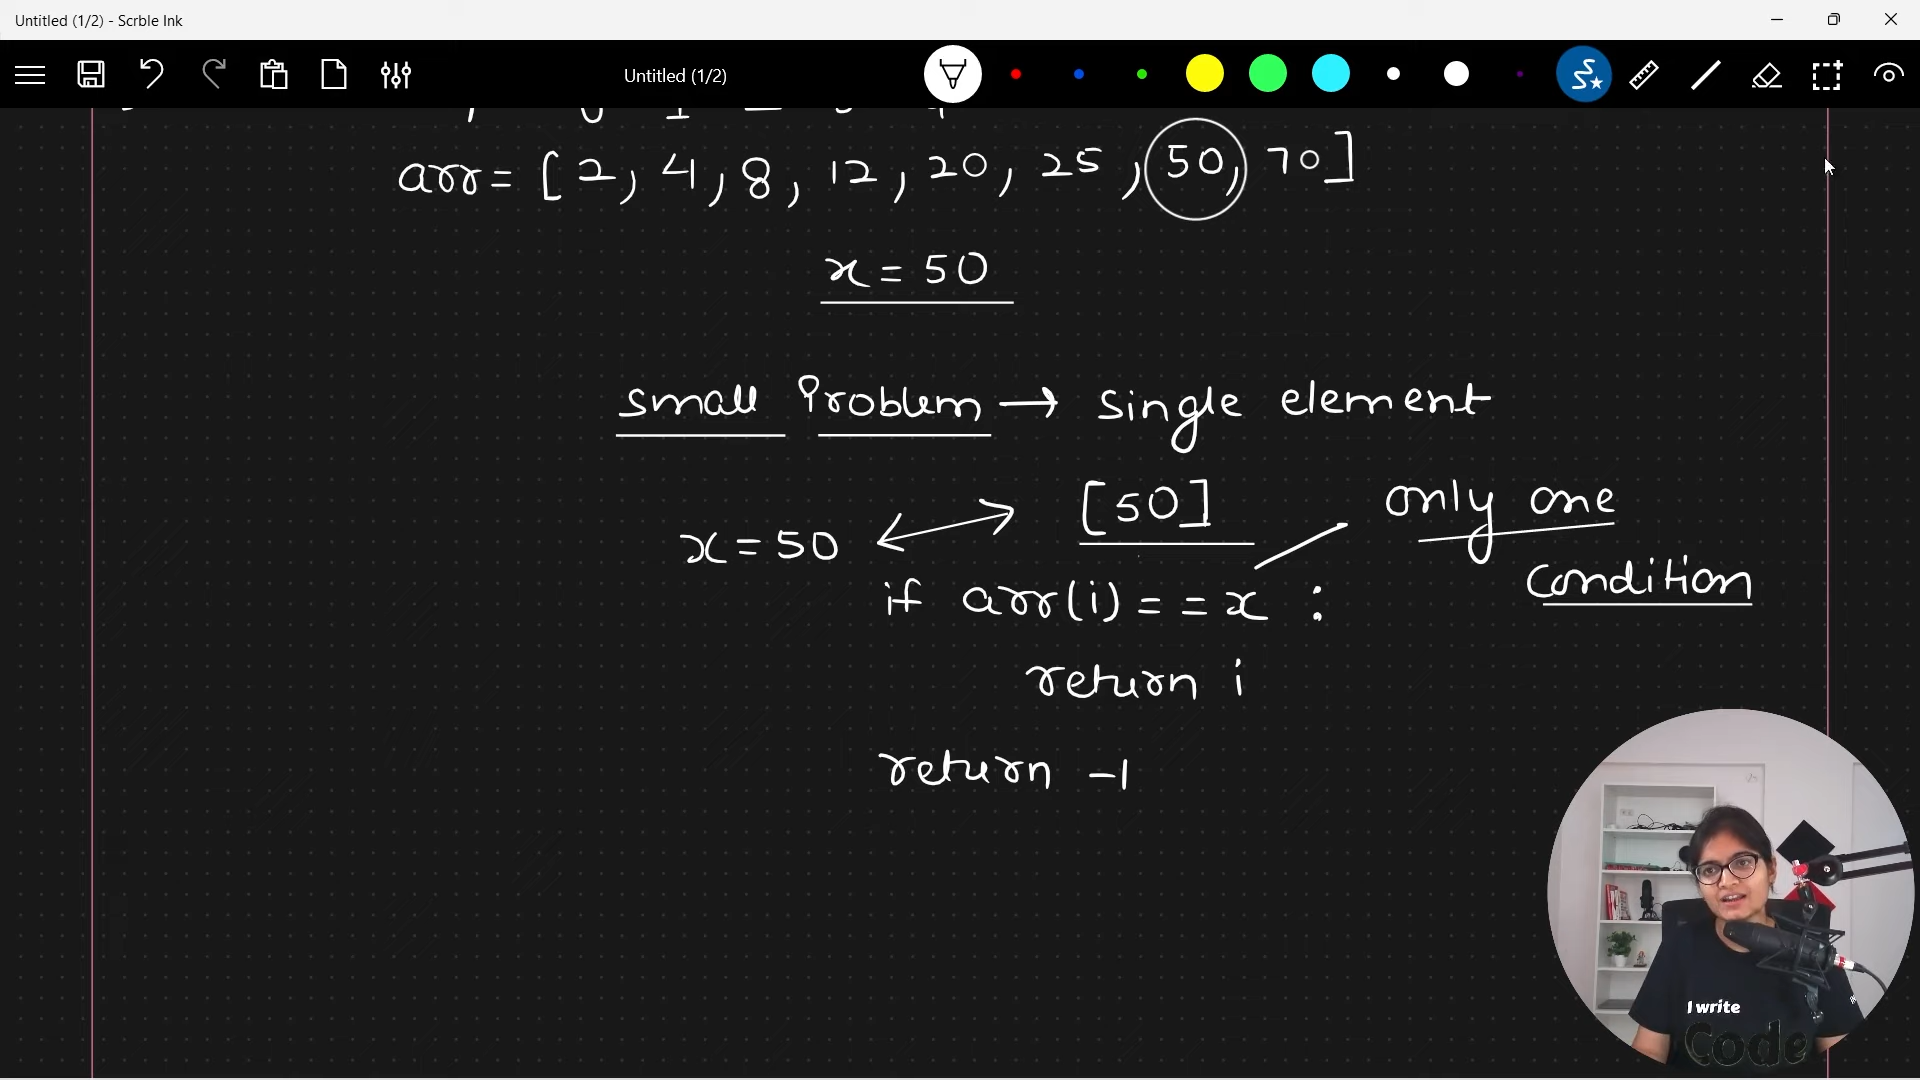 Untitled (1/2) - Scrble Ink
Untitled (1/2)
arr = [ 2, 4, 8, 12, 20, 25, 50, 70 ]
x = 50
small Problem → single element
[50] only one
x = 50
condition
if arr(i) == x :
return i
return -1
I write
Code